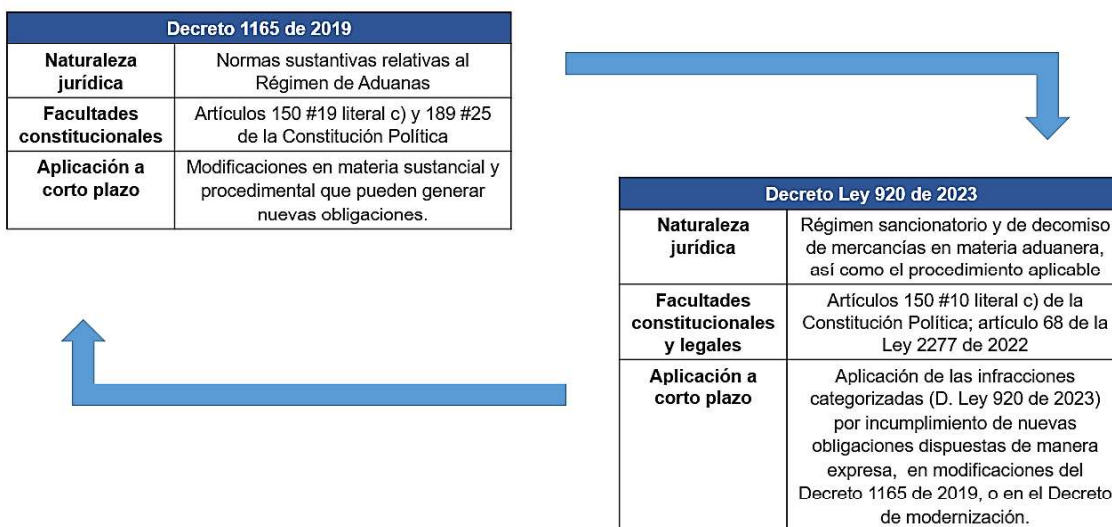 Decreto 1165 de 2019
Naturaleza
jurídica
Normas sustantivas relativas al
Régimen de Aduanas
Facultades
constitucionales
Artículos 150 #19 literal c) y 189 #25
de la Constitución Política
Aplicación a
corto plazo
Modificaciones en materia sustancial y
procedimental que pueden generar
nuevas obligaciones.
Decreto Ley 920 de 2023
Naturaleza
jurídica
Régimen sancionatorio y de decomiso
de mercancías en materia aduanera,
así como el procedimiento aplicable
Facultades
constitucionales
y legales
Artículos 150 #10 literal c) de la
Constitución Política; artículo 68 de la
Ley 2277 de 2022
Aplicación a
corto plazo
Aplicación de las infracciones
categorizadas (D. Ley 920 de 2023)
por incumplimiento de nuevas
obligaciones dispuestas de manera
expresa, en modificaciones del
Decreto 1165 de 2019, o en el Decreto
de modernización.